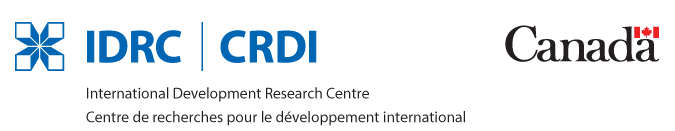 IDRC | CRDI
Canada
International Development Research Centre
Centre de recherches pour le développement international